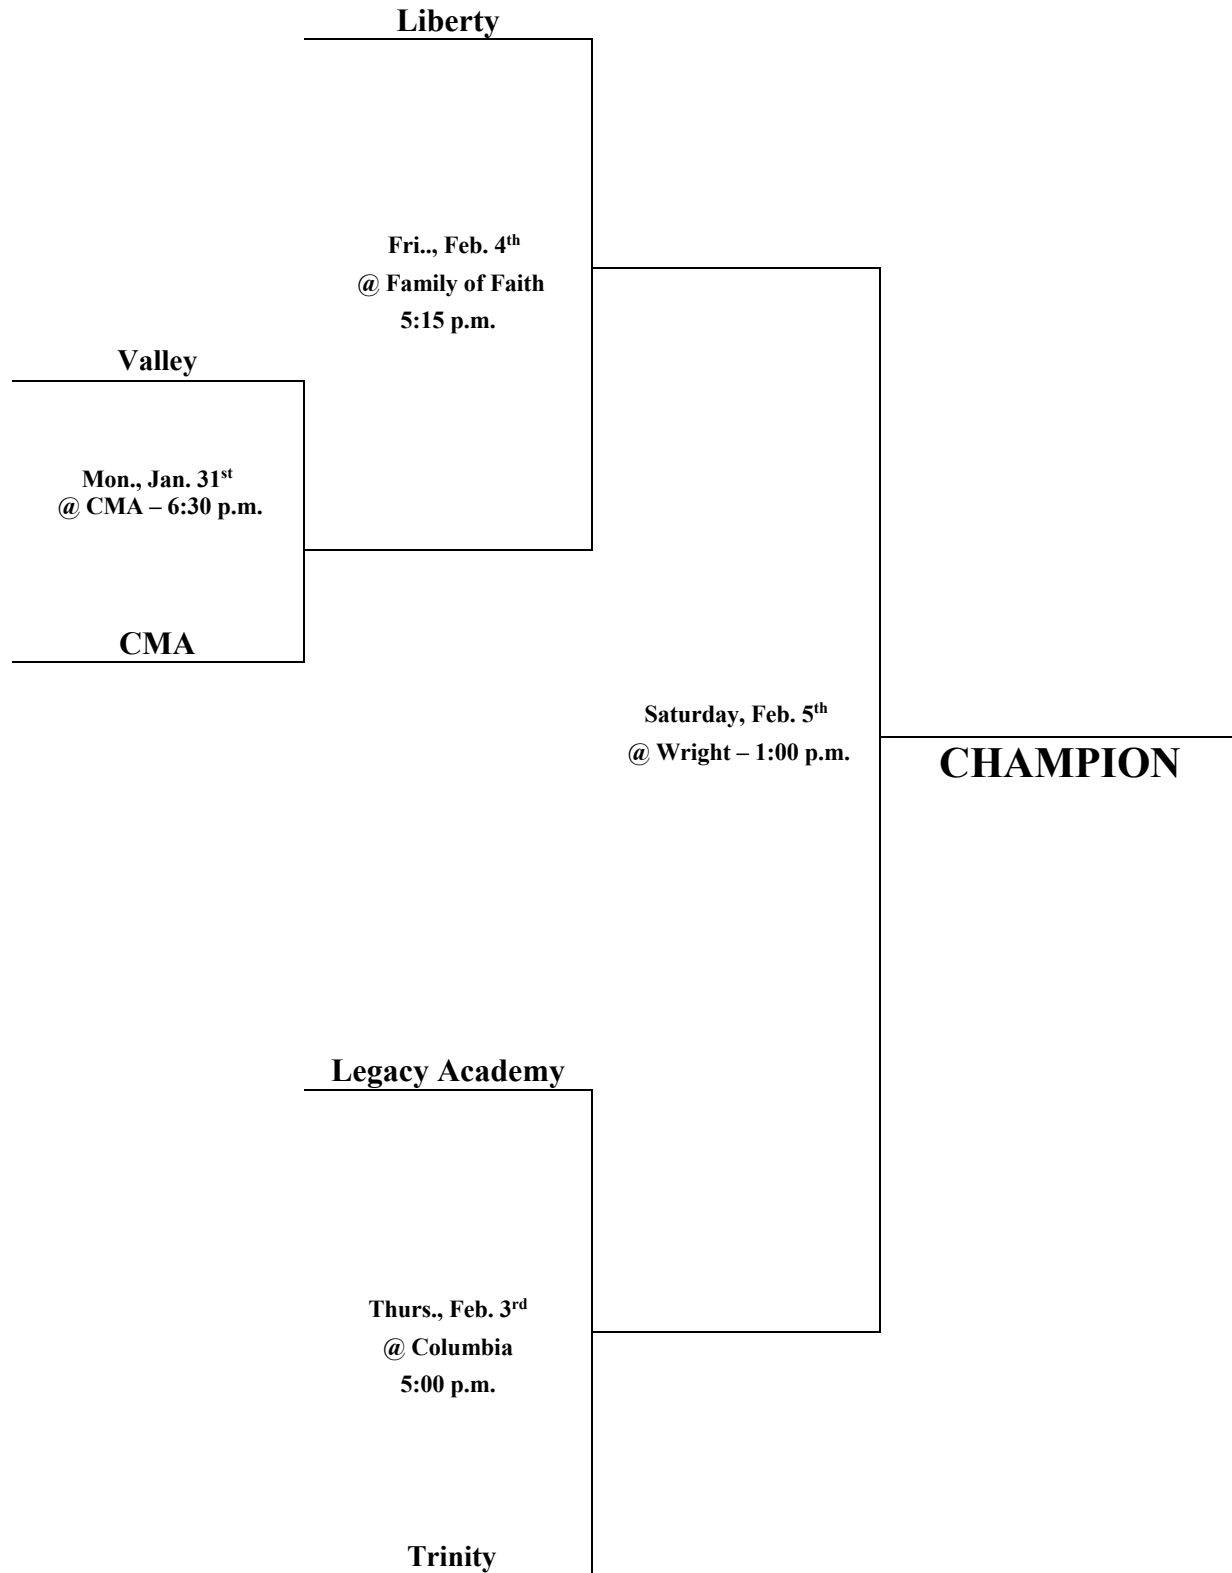 Liberty
Fri.., Feb. 4th
@ Family of Faith
5:15 p.m.
Valley
Mon., Jan. 31st
@ CMA – 6:30 p.m.
CMA
Saturday, Feb. 5th
@ Wright – 1:00 p.m.
CHAMPION
Legacy Academy
Thurs., Feb. 3rd
@ Columbia
5:00 p.m.
Trinity